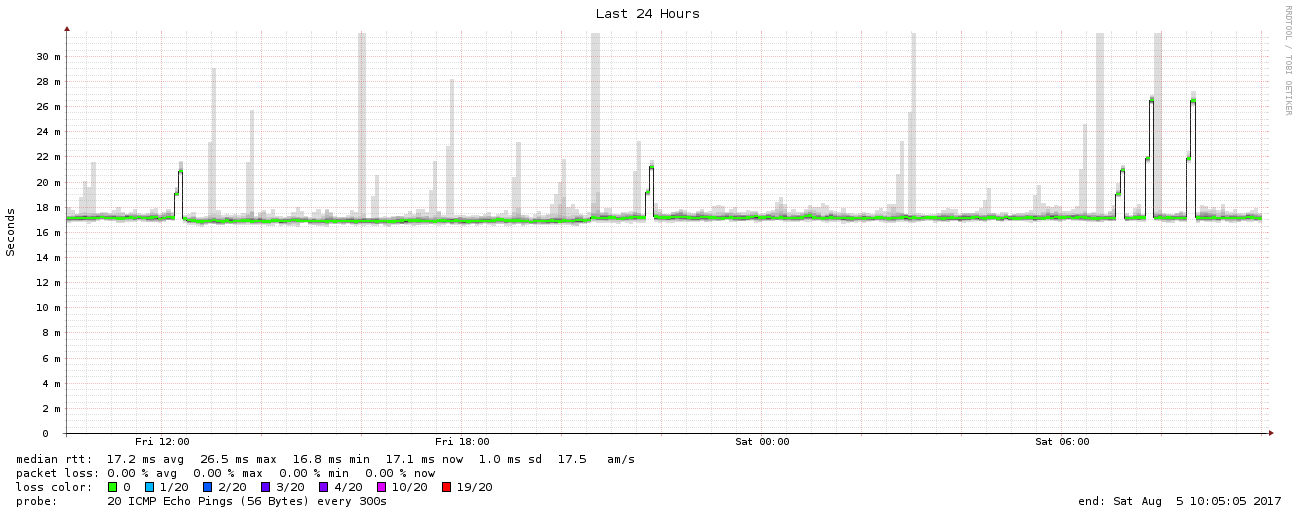 Last 24 Hours
RRDTOOL / TOBI OETIKER
Seconds
30 m
28 m
26 m
24 m
22 m
20 m
18 m
16 m
14 m
12 m
10 m
8 m
6 m
4 m
2 m
0
Fri 12:00 Fri 18:00 Sat 00:00 Sat 06:00
median rtt: 17.2 ms avg 26.5 ms max 16.8 ms min 17.1 ms now 1.0 ms sd 17.5 am/s
packet loss: 0.00 % avg 0.00 % max 0.00 % min 0.00 % now
loss color: 0 1/20 2/20 3/20 4/20 10/20 19/20
probe: 20 ICMP Echo Pings (56 Bytes) every 300s end: Sat Aug 5 10:05:05 2017